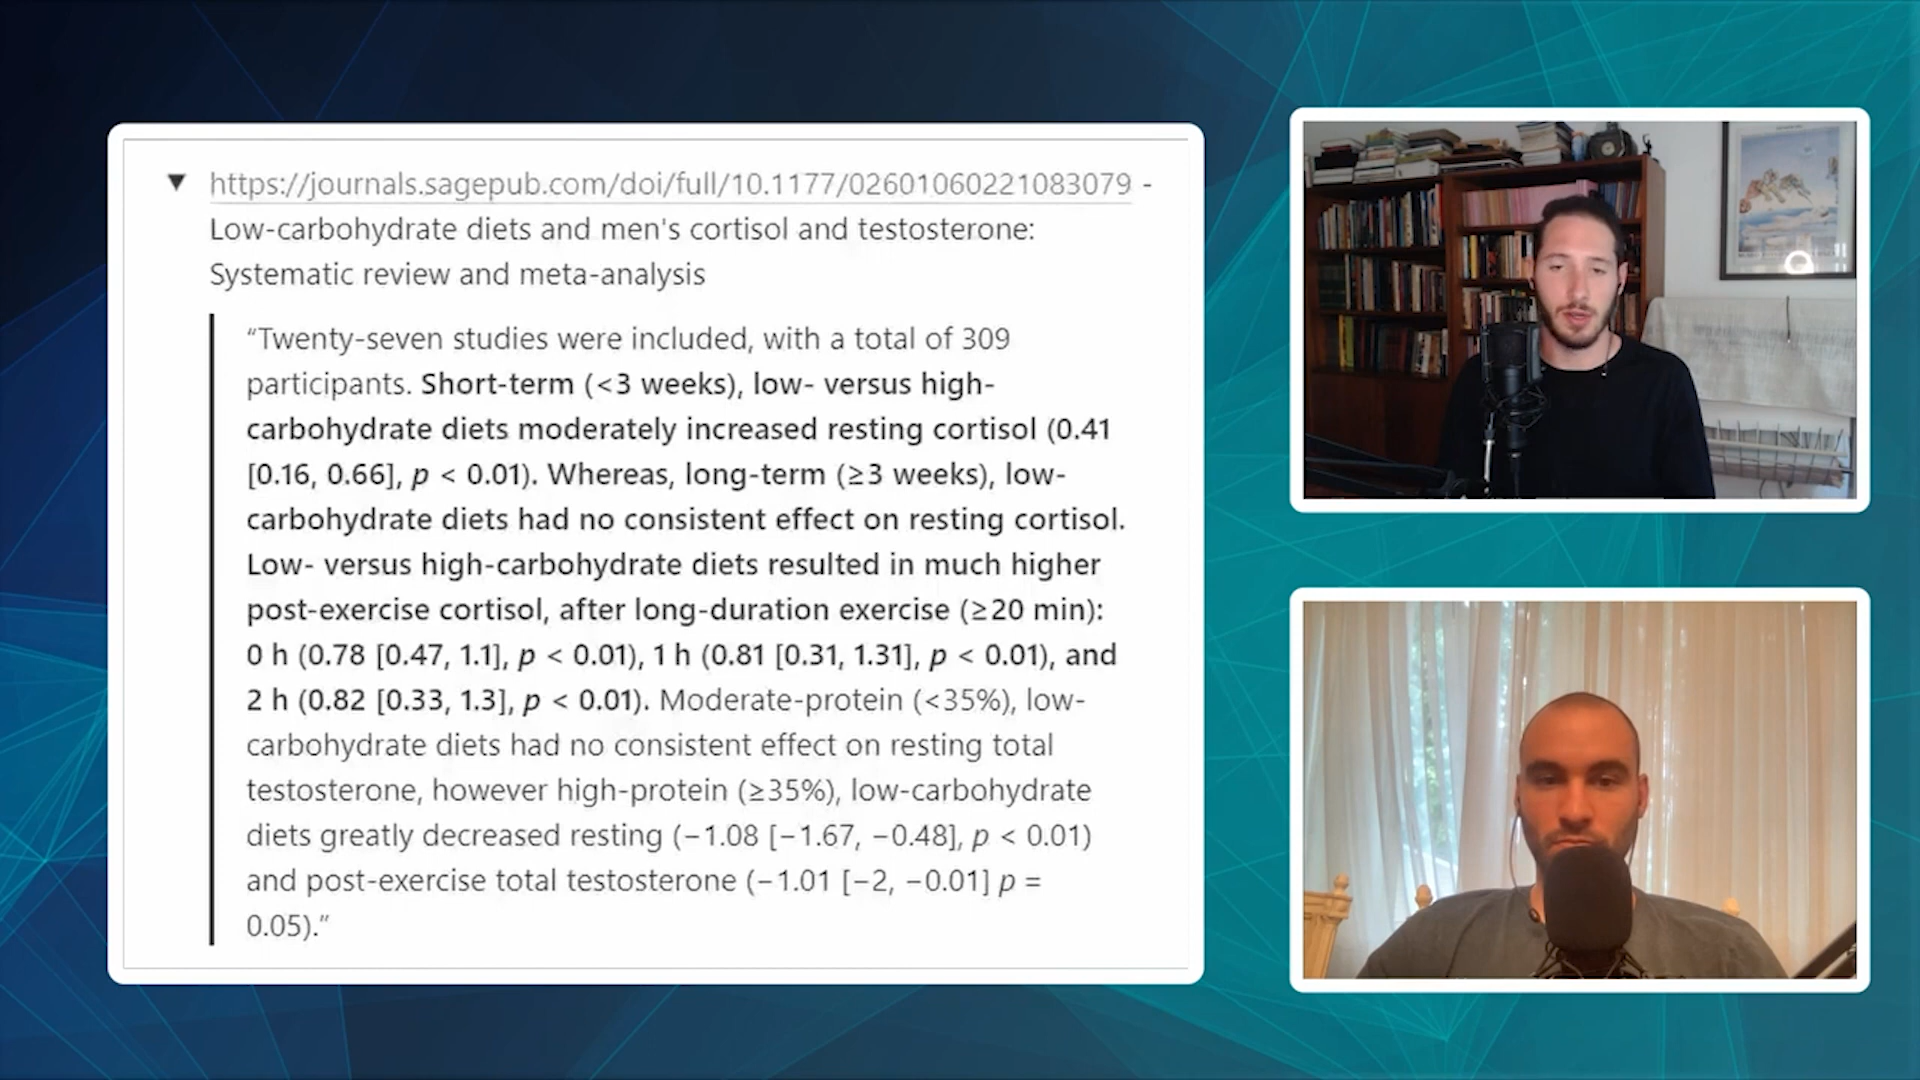 ▼ https://journals.sagepub.com/doi/full/10.1177/02601060221083079 -
Low-carbohydrate diets and men's cortisol and testosterone:
Systematic review and meta-analysis
“Twenty-seven studies were included, with a total of 309
participants. Short-term (<3 weeks), low- versus high-
carbohydrate diets moderately increased resting cortisol (0.41
[0.16, 0.66], p < 0.01). Whereas, long-term (≥3 weeks), low-
carbohydrate diets had no consistent effect on resting cortisol.
Low- versus high-carbohydrate diets resulted in much higher
post-exercise cortisol, after long-duration exercise (≥20 min):
0 h (0.78 [0.47, 1.1], p < 0.01), 1 h (0.81 [0.31, 1.31], p < 0.01), and
2 h (0.82 [0.33, 1.3], p < 0.01). Moderate-protein (<35%), low-
carbohydrate diets had no consistent effect on resting total
testosterone, however high-protein (≥35%), low-carbohydrate
diets greatly decreased resting (−1.08 [−1.67, −0.48], p < 0.01)
and post-exercise total testosterone (−1.01 [−2, −0.01] p =
0.05).”